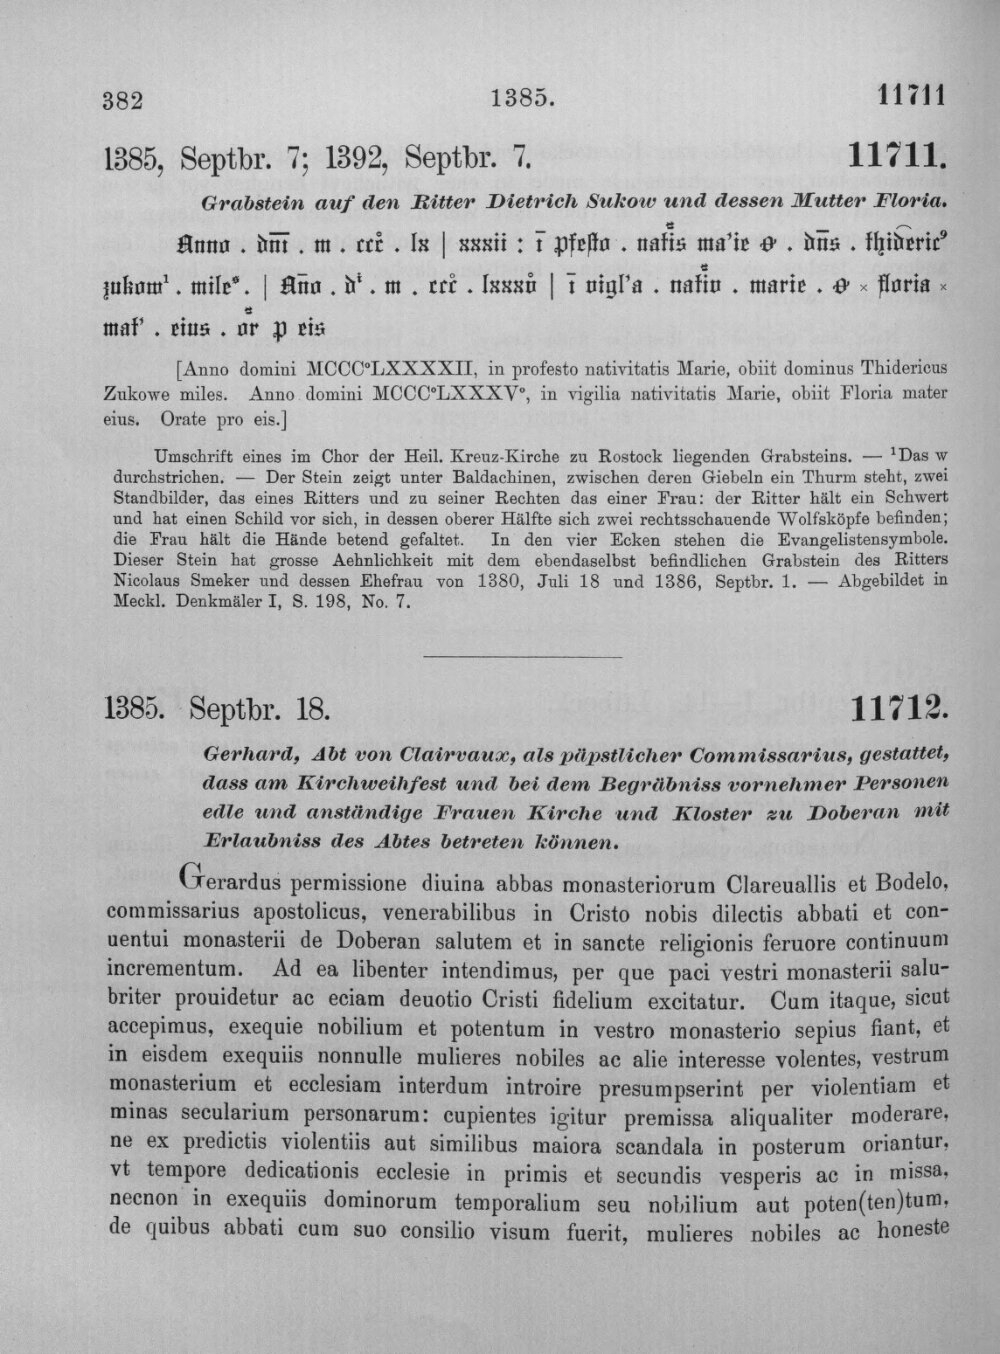 382 1385. 11711
1385, Septbr. 7; 1392, Septbr. 7. 11711.
Grabstein auf den Ritter Dietrich Sukow und dessen Mutter Floria.
Anno . dm̄ . m . ccc° . lx | xxxii : ī pfesto . natis ma'ie ꝋ . dn̄s . thideric⁹
zukow¹ . mile . | An̄o . d . m . ccc° . lxxxv° | ī vigl'a . nativ . marie . ꝋ × floria ×
mat' . eius . or p eis
[Anno domini MCCC°LXXXXII, in profesto nativitatis Marie, obiit dominus Thidericus
Zukowe miles. Anno domini MCCC°LXXXV°, in vigilia nativitatis Marie, obiit Floria mater
eius. Orate pro eis.]
Umschrift eines im Chor der Heil. Kreuz-Kirche zu Rostock liegenden Grabsteins. — ¹Das w
durchstrichen. — Der Stein zeigt unter Baldachinen, zwischen deren Giebeln ein Thurm steht, zwei
Standbilder, das eines Ritters und zu seiner Rechten das einer Frau: der Ritter hält ein Schwert
und hat einen Schild vor sich, in dessen oberer Hälfte sich zwei rechtsschauende Wolfsköpfe befinden;
die Frau hält die Hände betend gefaltet. In den vier Ecken stehen die Evangelistensymbole.
Dieser Stein hat grosse Aehnlichkeit mit dem ebendaselbst befindlichen Grabstein des Ritters
Nicolaus Smeker und dessen Ehefrau von 1380, Juli 18 und 1386, Septbr. 1. — Abgebildet in
Meckl. Denkmäler I, S. 198, No. 7.
1385. Septbr. 18. 11712.
Gerhard, Abt von Clairvaux, als päpstlicher Commissarius, gestattet,
dass am Kirchweihfest und bei dem Begräbniss vornehmer Personen
edle und anständige Frauen Kirche und Kloster zu Doberan mit
Erlaubniss des Abtes betreten können.
Gerardus permissione diuina abbas monasteriorum Clareuallis et Bodelo,
commissarius apostolicus, venerabilibus in Cristo nobis dilectis abbati et con-
uentui monasterii de Doberan salutem et in sancte religionis feruore continuum
incrementum. Ad ea libenter intendimus, per que paci vestri monasterii salu-
briter prouidetur ac eciam deuotio Cristi fidelium excitatur. Cum itaque, sicut
accepimus, exequie nobilium et potentum in vestro monasterio sepius fiant, et
in eisdem exequiis nonnulle mulieres nobiles ac alie interesse volentes, vestrum
monasterium et ecclesiam interdum introire presumpserint per violentiam et
minas secularium personarum: cupientes igitur premissa aliqualiter moderare,
ne ex predictis violentiis aut similibus maiora scandala in posterum oriantur,
vt tempore dedicationis ecclesie in primis et secundis vesperis ac in missa,
necnon in exequiis dominorum temporalium seu nobilium aut poten(ten)tum,
de quibus abbati cum suo consilio visum fuerit, mulieres nobiles ac honeste